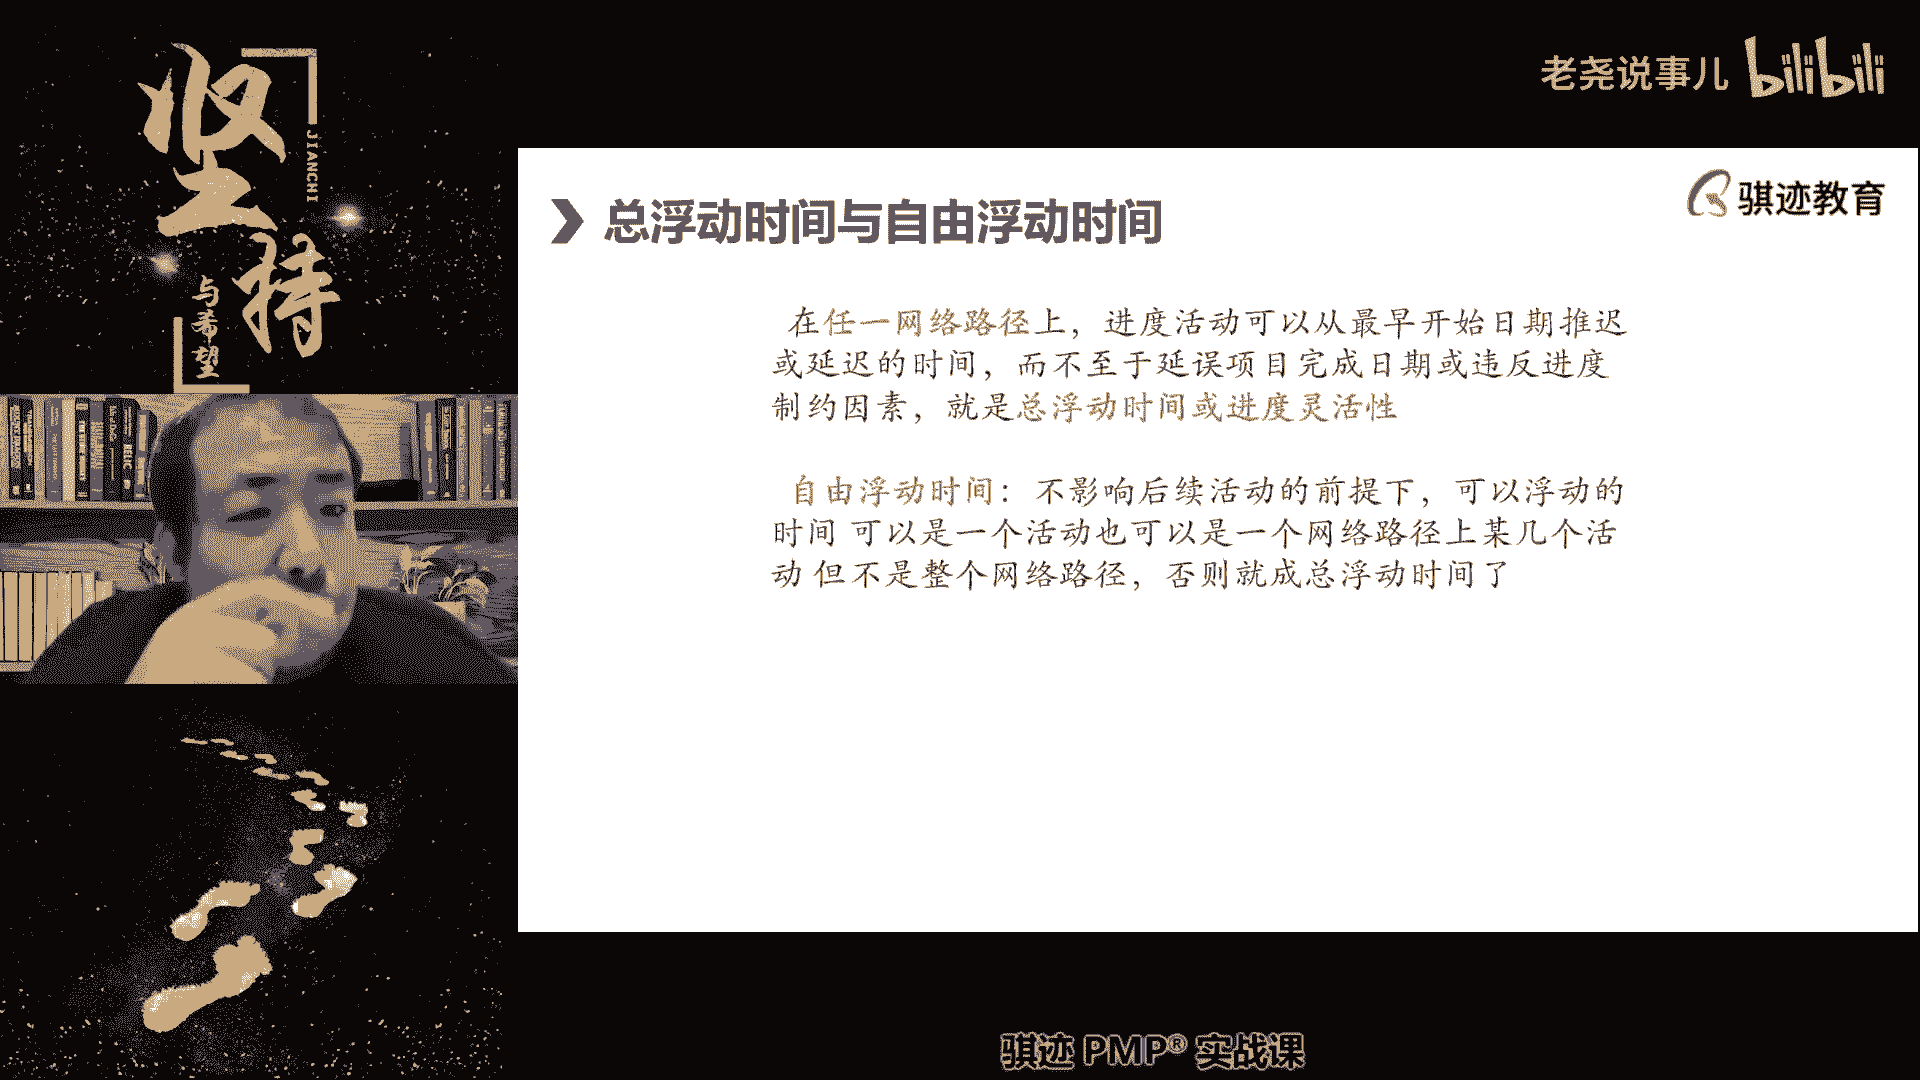 坚持
JIANCHI
与希望
老尧说事儿 bilibili
骐迹教育
总浮动时间与自由浮动时间
在任一网络路径上，进度活动可以从最早开始日期推迟
或延迟的时间，而不至于延误项目完成日期或违反进度
制约因素，就是总浮动时间或进度灵活性
自由浮动时间： 不影响后续活动的前提下，可以浮动的
时间 可以是一个活动也可以是一个网络路径上某几个活
动 但不是整个网络路径，否则就成总浮动时间了
骐迹 PMP® 实战课